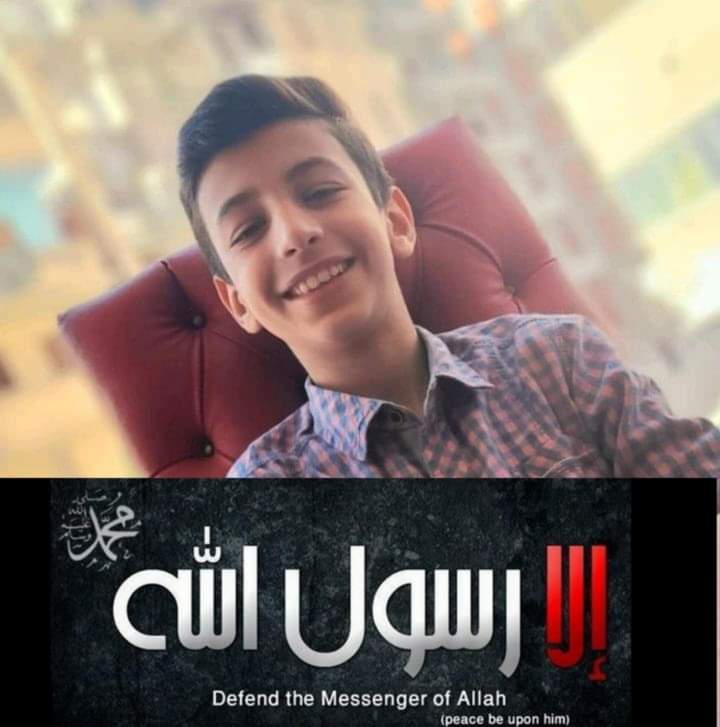 محمد
صلى الله عليه وسلم
إلا رسول الله
Defend the Messenger of Allah
(peace be upon him)